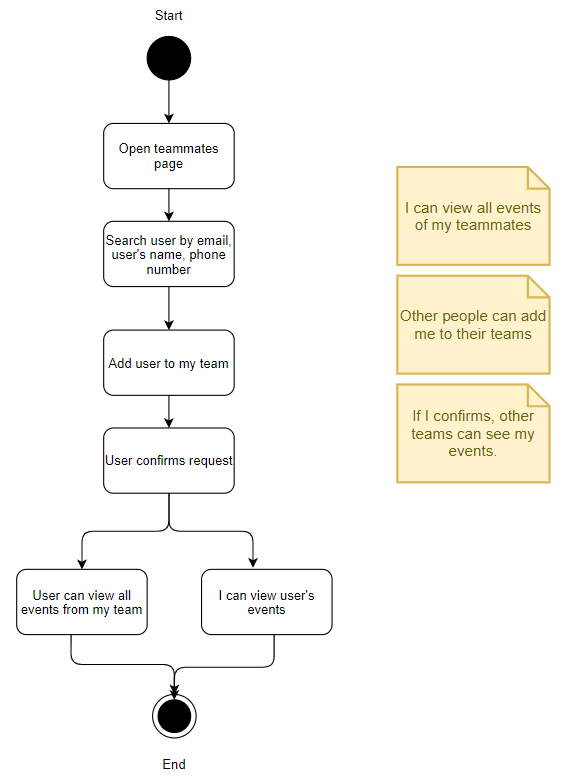 Start
Open teammates
page
Search user by email,
user's name, phone
number
Add user to my team
User confirms request
User can view all
events from my team
I can view user's
events
End
I can view all events
of my teammates
Other people can add
me to their teams
If I confirms, other
teams can see my
events.